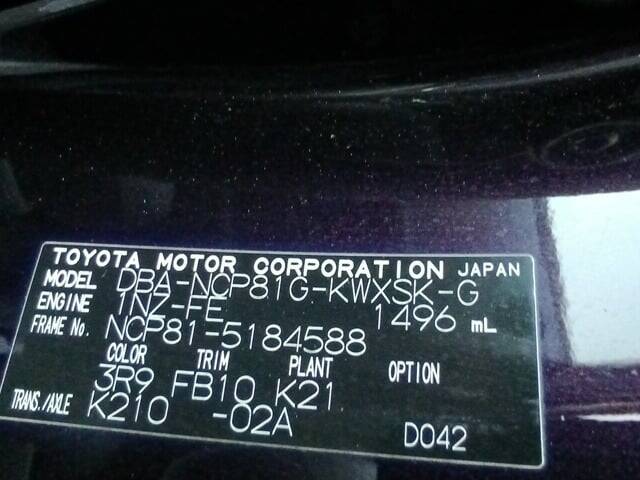 TOYOTA MOTOR CORPORATION JAPAN
MODEL DBA-NCP81G-KWXSK-G
ENGINE 1NZ-FE 1496 mL
FRAME No. NCP81-5184588
COLOR TRIM PLANT OPTION
3R9 FB10 K21
TRANS./AXLE K210 -02A D042